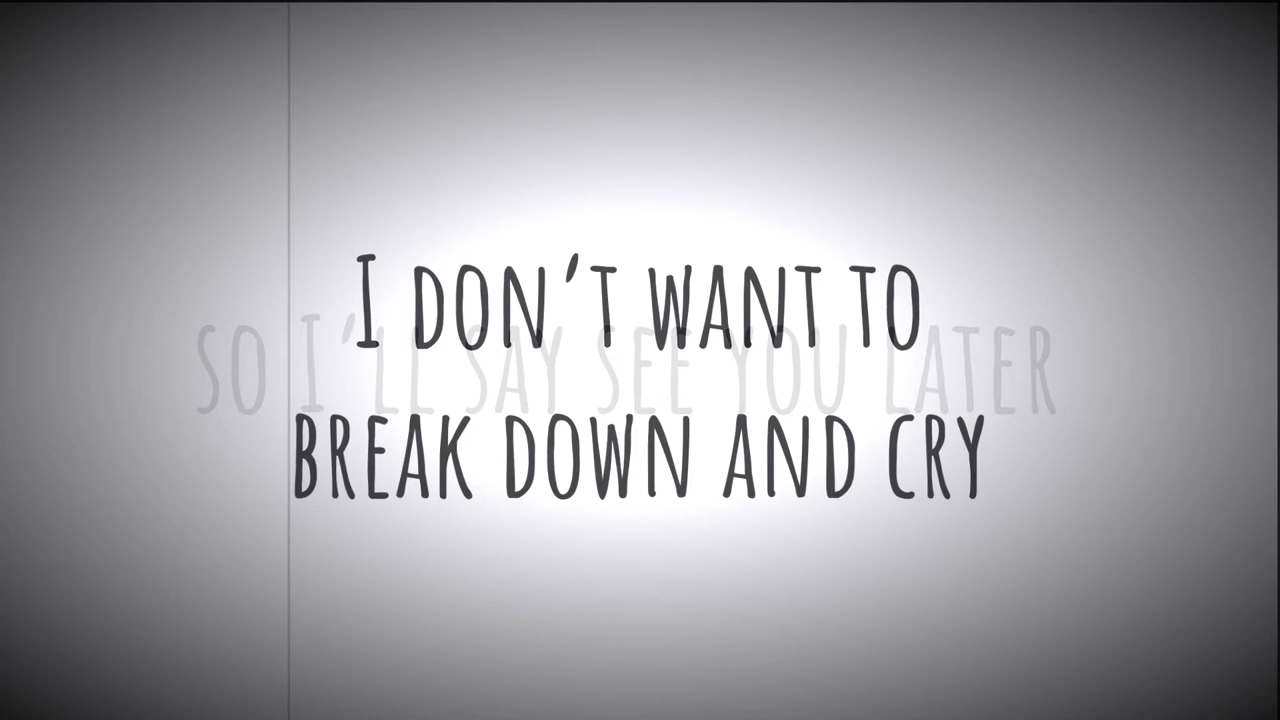 I DON'T WANT TO
SO I'LL SAY SEE YOU LATER
BREAK DOWN AND CRY